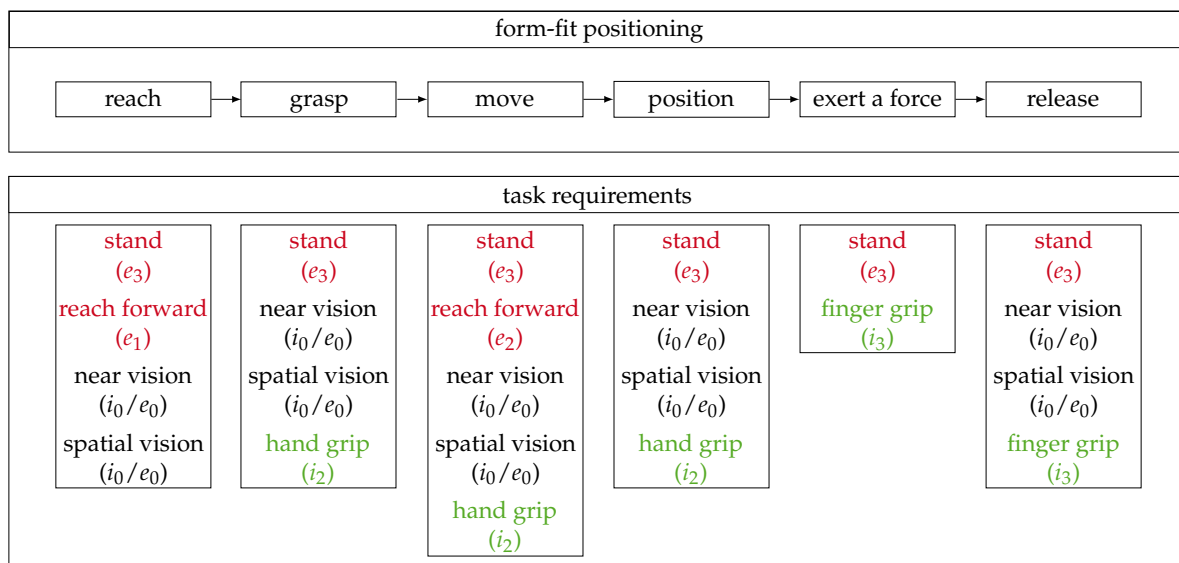 form-fit positioning
reach
grasp
move
position
exert a force
release
task requirements
stand
(e₃)
reach forward
(e₁)
near vision
(i₀/e₀)
spatial vision
(i₀/e₀)
stand
(e₃)
near vision
(i₀/e₀)
spatial vision
(i₀/e₀)
hand grip
(i₂)
stand
(e₃)
reach forward
(e₂)
near vision
(i₀/e₀)
spatial vision
(i₀/e₀)
hand grip
(i₂)
stand
(e₃)
near vision
(i₀/e₀)
spatial vision
(i₀/e₀)
hand grip
(i₂)
stand
(e₃)
finger grip
(i₃)
stand
(e₃)
near vision
(i₀/e₀)
spatial vision
(i₀/e₀)
finger grip
(i₃)